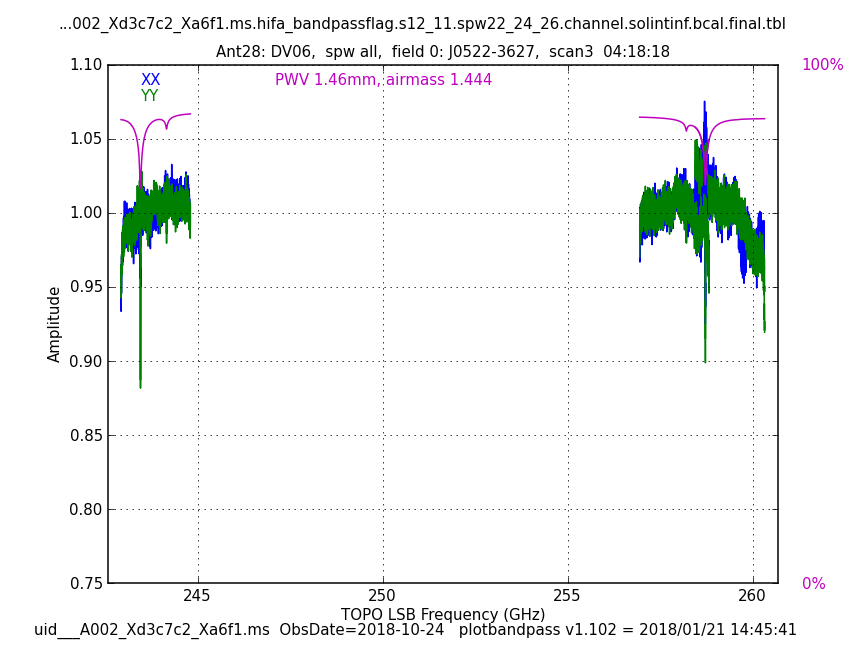 ...002_Xd3c7c2_Xa6f1.ms.hifa_bandpassflag.s12_11.spw22_24_26.channel.solintinf.bcal.final.tbl
Ant28: DV06, spw all, field 0: J0522-3627, scan3 04:18:18
1.10
100%
XX
PWV 1.46mm, airmass 1.444
YY
1.05
1.00
0.95
Amplitude
0.90
0.85
0.80
0.75
0%
245
250
255
260
TOPO LSB Frequency (GHz)
uid___A002_Xd3c7c2_Xa6f1.ms ObsDate=2018-10-24 plotbandpass v1.102 = 2018/01/21 14:45:41